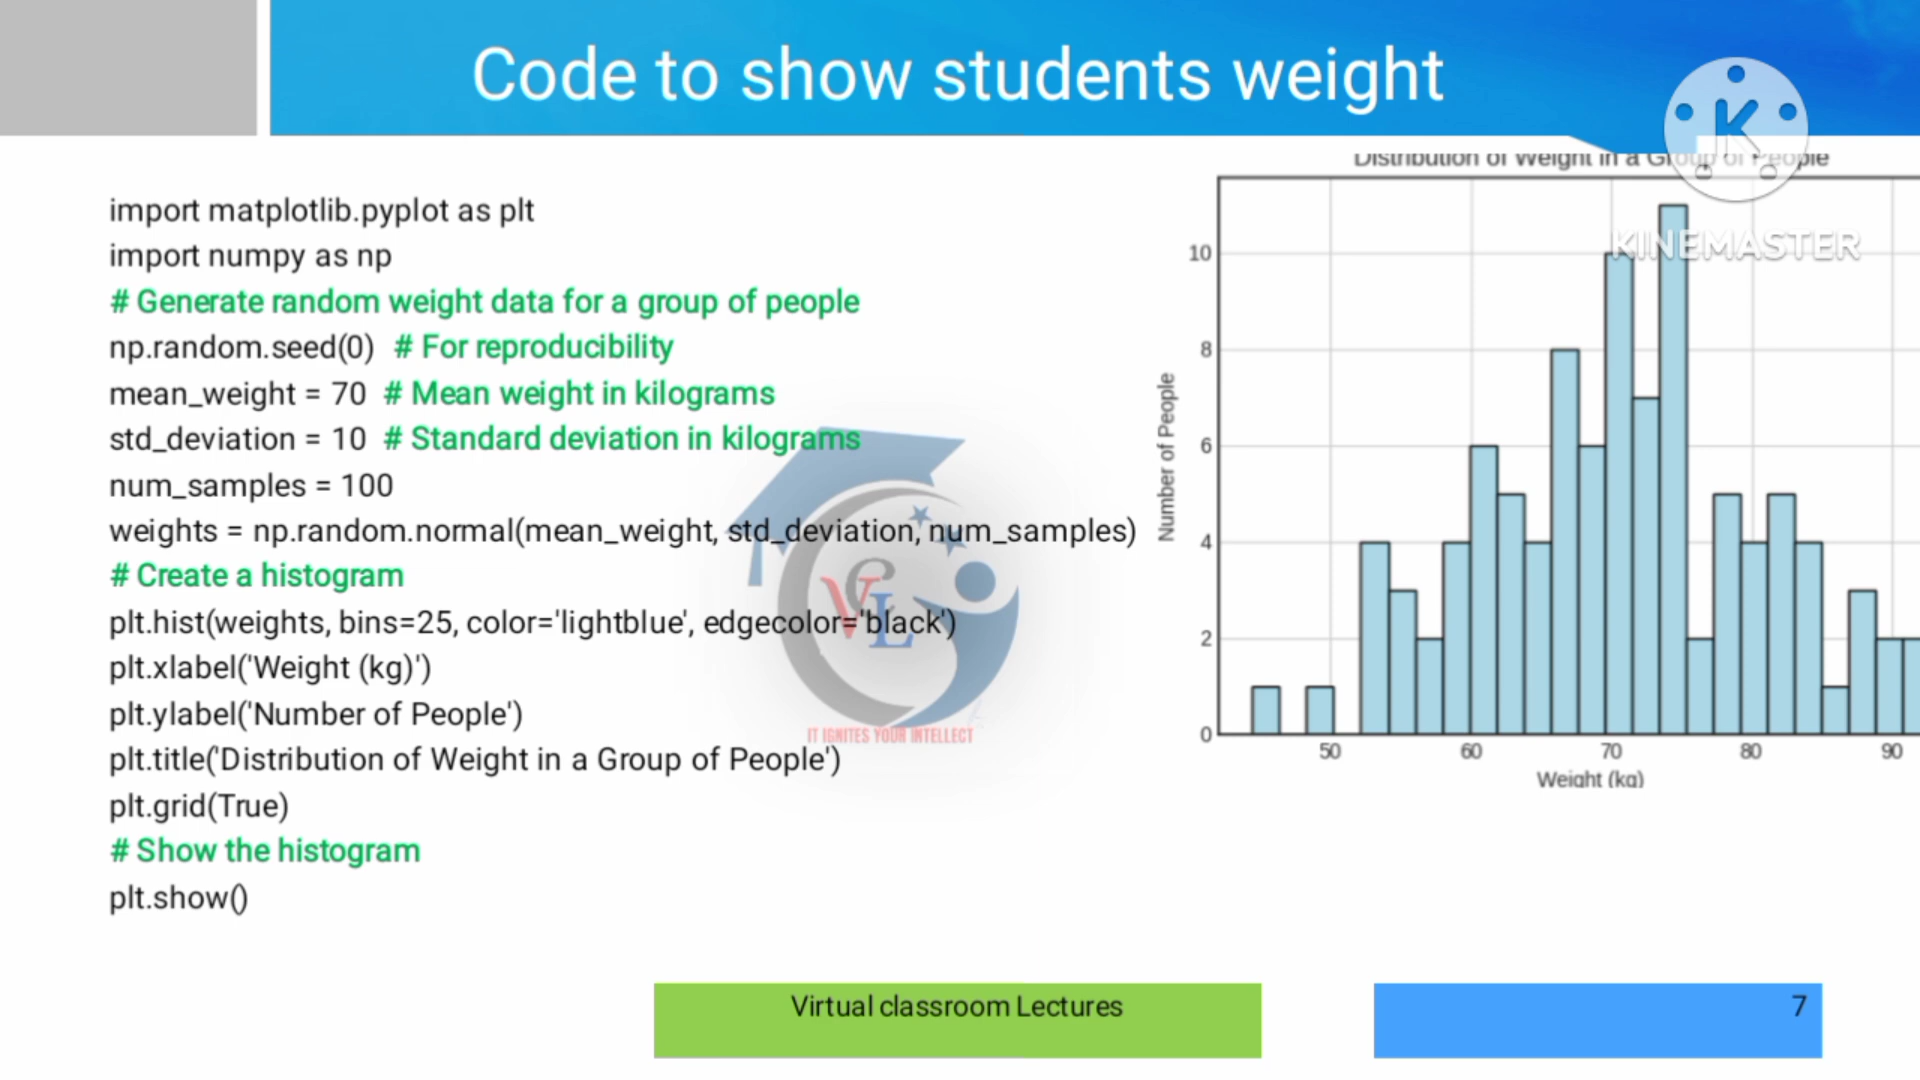 Code to show students weight
K
KINEMASTER
import matplotlib.pyplot as plt
import numpy as np
# Generate random weight data for a group of people
np.random.seed(0)  # For reproducibility
mean_weight = 70  # Mean weight in kilograms
std_deviation = 10  # Standard deviation in kilograms
num_samples = 100
weights = np.random.normal(mean_weight, std_deviation, num_samples)
# Create a histogram
plt.hist(weights, bins=25, color='lightblue', edgecolor='black')
plt.xlabel('Weight (kg)')
plt.ylabel('Number of People')
plt.title('Distribution of Weight in a Group of People')
plt.grid(True)
# Show the histogram
plt.show()
VCL
IT IGNITES YOUR INTELLECT
Distribution of Weight in a Group of People
Number of People
10
8
6
4
2
0
50 60 70 80 90
Weight (kg)
Virtual classroom Lectures
7